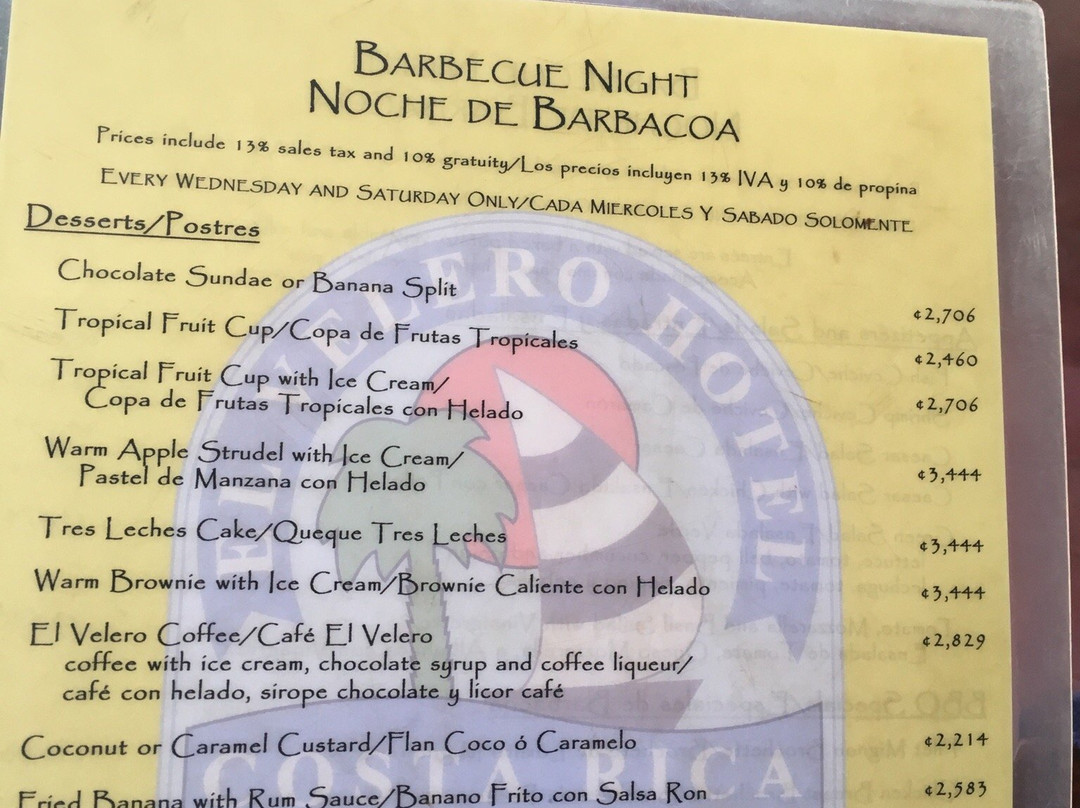 BARBECUE NIGHT
NOCHE DE BARBACOA
Prices include 13% sales tax and 10% gratuity/Los precios incluyen 13% IVA y 10% de propina
EVERY WEDNESDAY AND SATURDAY ONLY/CADA MIERCOLES Y SABADO SOLOMENTE
Desserts/Postres
Chocolate Sundae or Banana Split ¢2,706
Tropical Fruit Cup/Copa de Frutas Tropicales ¢2,460
Tropical Fruit Cup with Ice Cream/
Copa de Frutas Tropicales con Helado ¢2,706
Warm Apple Strudel with Ice Cream/
Pastel de Manzana con Helado ¢3,444
Tres Leches Cake/Queque Tres Leches ¢3,444
Warm Brownie with Ice Cream/Brownie Caliente con Helado ¢3,444
El Velero Coffee/Café El Velero ¢2,829
coffee with ice cream, chocolate syrup and coffee liqueur/
café con helado, sirope chocolate y licor café
Coconut or Caramel Custard/Flan Coco ó Caramelo ¢2,214
Fried Banana with Rum Sauce/Banano Frito con Salsa Ron ¢2,583
EL VELERO HOTEL
COSTA RICA